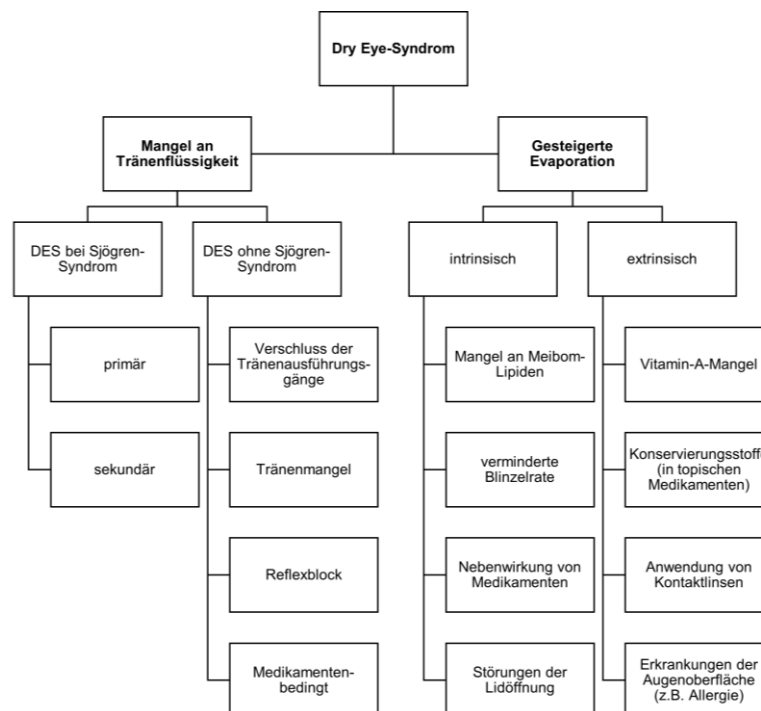 Dry Eye-Syndrom
Mangel an
Tränenflüssigkeit
Gesteigerte
Evaporation
DES bei Sjögren-
Syndrom
DES ohne Sjögren-
Syndrom
intrinsisch
extrinsisch
primär
Verschluss der
Tränenausführungs-
gänge
Mangel an Meibom-
Lipiden
Vitamin-A-Mangel
sekundär
Tränenmangel
verminderte
Blinzelrate
Konservierungsstoffe
(in topischen
Medikamenten)
Reflexblock
Nebenwirkung von
Medikamenten
Anwendung von
Kontaktlinsen
Medikamenten-
bedingt
Störungen der
Lidöffnung
Erkrankungen der
Augenoberfläche
(z.B. Allergie)